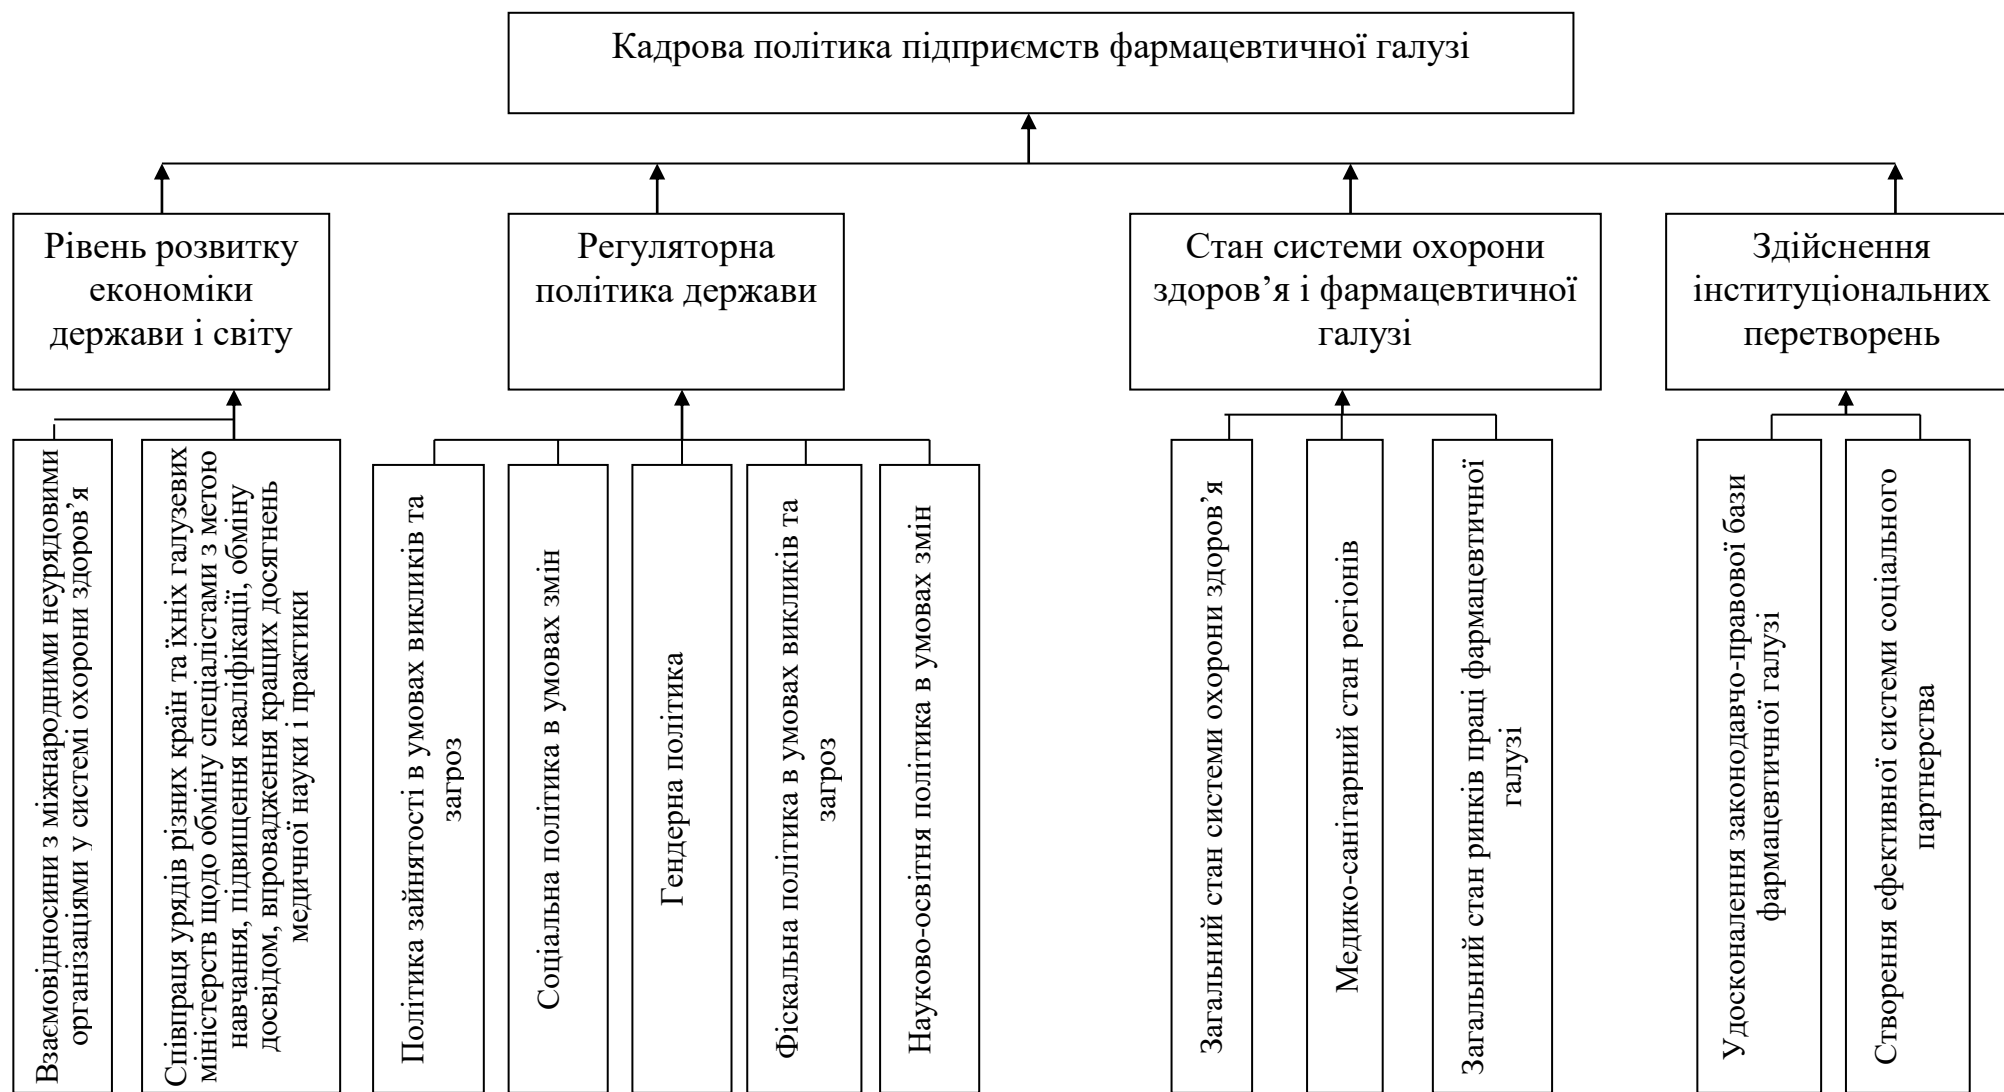 Кадрова політика підприємств фармацевтичної галузі
Рівень розвитку
економіки
держави і світу
Регуляторна
політика держави
Стан системи охорони
здоров’я і фармацевтичної
галузі
Здійснення
інституціональних
перетворень
Взаємовідносини з міжнародними неурядовими
організаціями у системі охорони здоров’я
Співпраця урядів різних країн та їхніх галузевих
міністерств щодо обміну спеціалістами з метою
навчання, підвищення кваліфікації, обміну
досвідом, впровадження кращих досягнень
медичної науки і практики
Політика зайнятості в умовах викликів та
загроз
Соціальна політика в умовах змін
Гендерна політика
Фіскальна політика в умовах викликів та
загроз
Науково-освітня політика в умовах змін
Загальний стан системи охорони здоров’я
Медико-санітарний стан регіонів
Загальний стан ринків праці фармацевтичної
галузі
Удосконалення законодавчо-правової бази
фармацевтичної галузі
Створення ефективної системи соціального
партнерства